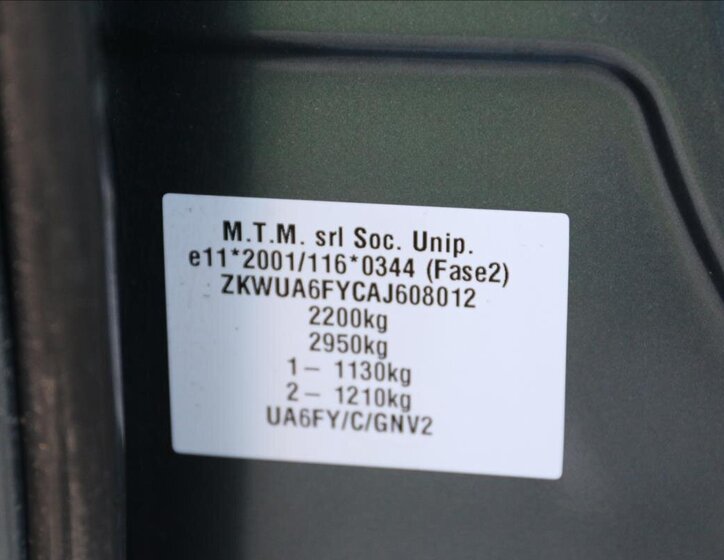 M.T.M. srl Soc. Unip.
e11*2001/116*0344 (Fase2)
ZKWUA6FYCAJ608012
2200kg
2950kg
1– 1130kg
2– 1210kg
UA6FY/C/GNV2